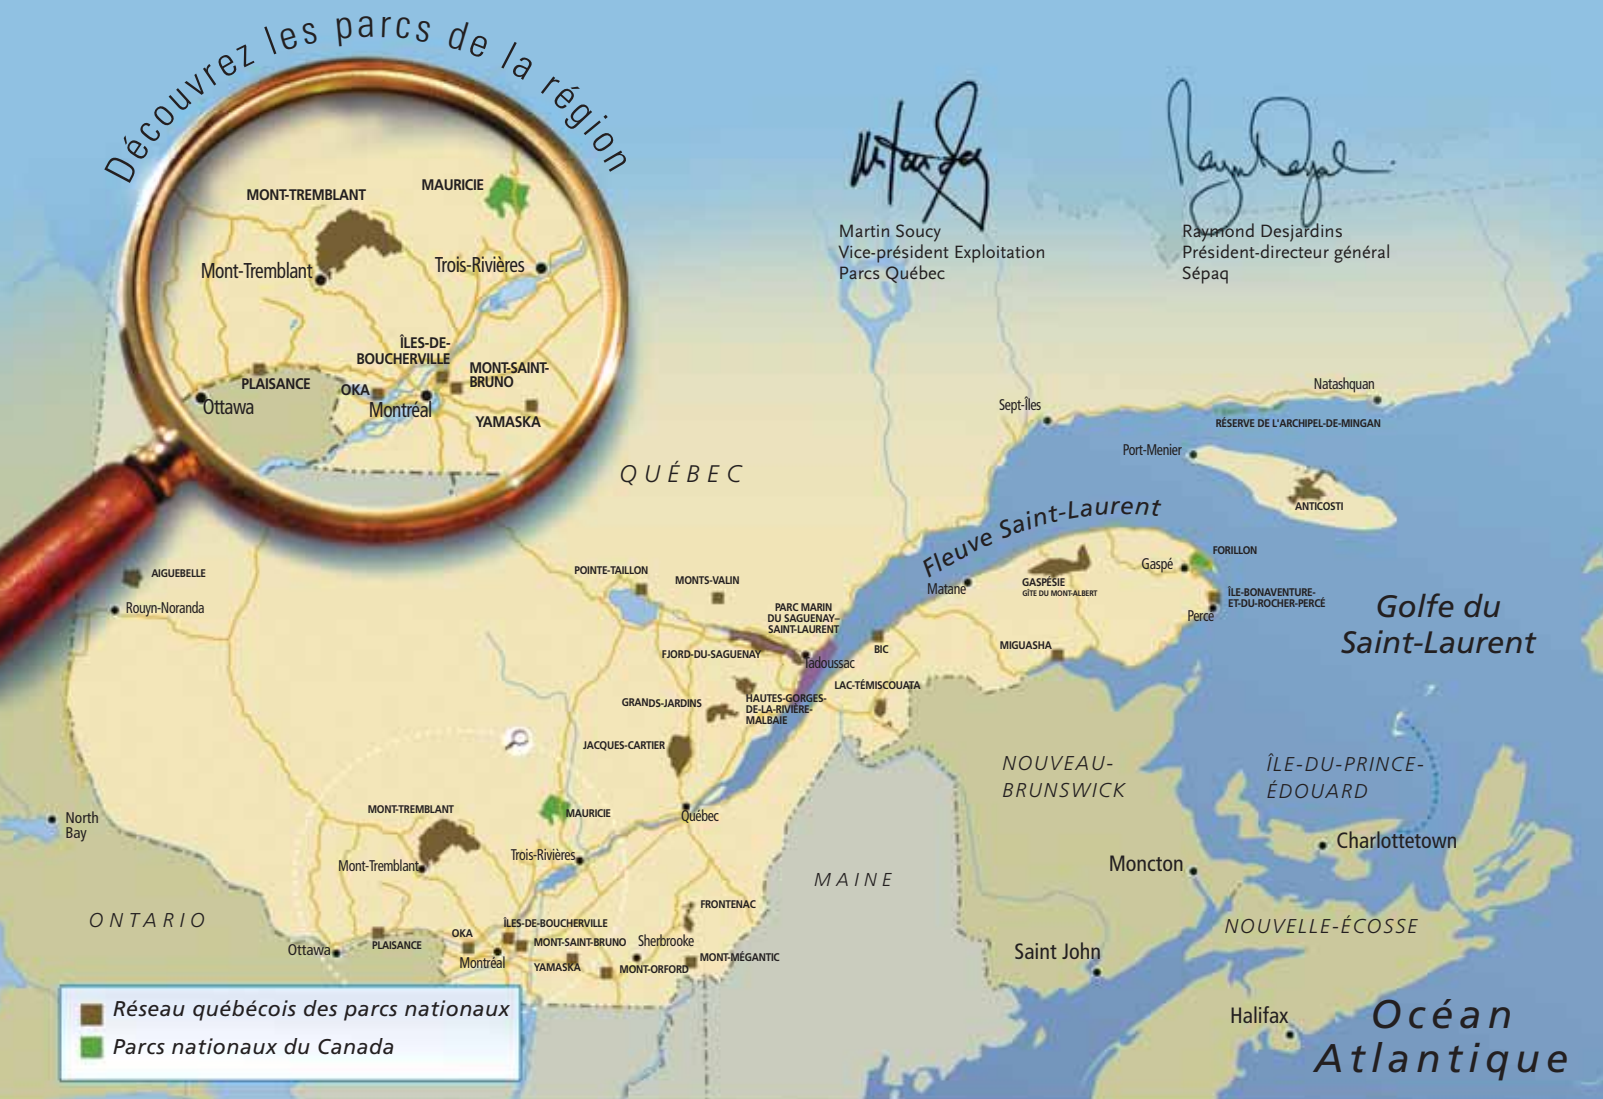 Découvrez les parcs de la région
MONT-TREMBLANT
MAURICIE
Mont-Tremblant
Trois-Rivières
ÎLES-DE-
BOUCHERVILLE
MONT-SAINT-
BRUNO
PLAISANCE
OKA
Ottawa
Montréal
YAMASKA
Martin Soucy
Vice-président Exploitation
Parcs Québec
Raymond Desjardins
Président-directeur général
Sépaq
QUÉBEC
Natashquan
Sept-Îles
RÉSERVE DE L'ARCHIPEL-DE-MINGAN
Port-Menier
ANTICOSTI
Fleuve Saint-Laurent
FORILLON
Gaspé
AIGUEBELLE
Rouyn-Noranda
POINTE-TAILLON
MONTS-VALIN
Matane
GASPÉSIE
GÎTE DU MONT-ALBERT
ÎLE-BONAVENTURE-
ET-DU-ROCHER-PERCÉ
Percé
Golfe du
Saint-Laurent
PARC MARIN
DU SAGUENAY–
SAINT-LAURENT
FJORD-DU-SAGUENAY
Tadoussac
BIC
MIGUASHA
LAC-TÉMISCOUATA
GRANDS-JARDINS
HAUTES-GORGES-
DE-LA-RIVIÈRE-
MALBAIE
JACQUES-CARTIER
NOUVEAU-
BRUNSWICK
ÎLE-DU-PRINCE-
ÉDOUARD
North
Bay
MONT-TREMBLANT
MAURICIE
Québec
Mont-Tremblant
Trois-Rivières
Charlottetown
Moncton
MAINE
ONTARIO
FRONTENAC
NOUVELLE-ÉCOSSE
ÎLES-DE-BOUCHERVILLE
OKA
PLAISANCE
Ottawa
MONT-SAINT-BRUNO
Sherbrooke
Montréal
YAMASKA
MONT-ORFORD
MONT-MÉGANTIC
Saint John
Réseau québécois des parcs nationaux
Parcs nationaux du Canada
Halifax
Océan
Atlantique